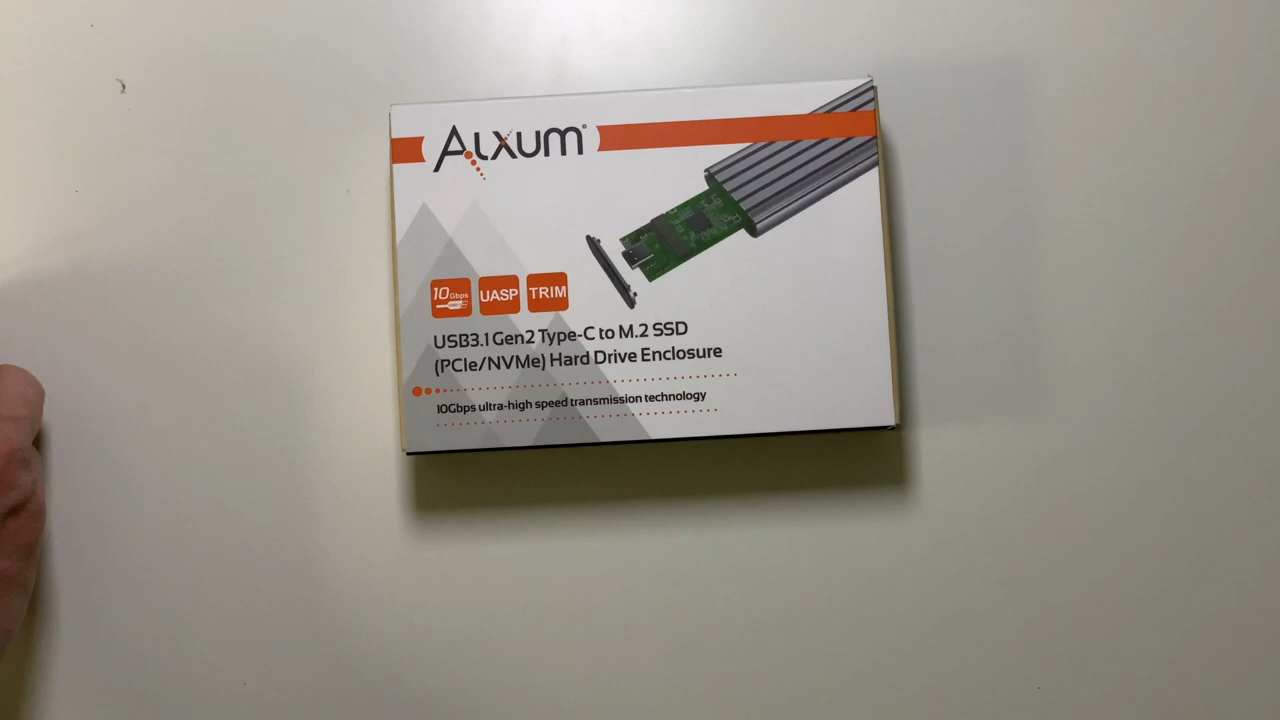 ALXUM®
10Gbps
UASP
TRIM
USB3.1 Gen2 Type-C to M.2 SSD
(PCIe/NVMe) Hard Drive Enclosure
10Gbps ultra-high speed transmission technology